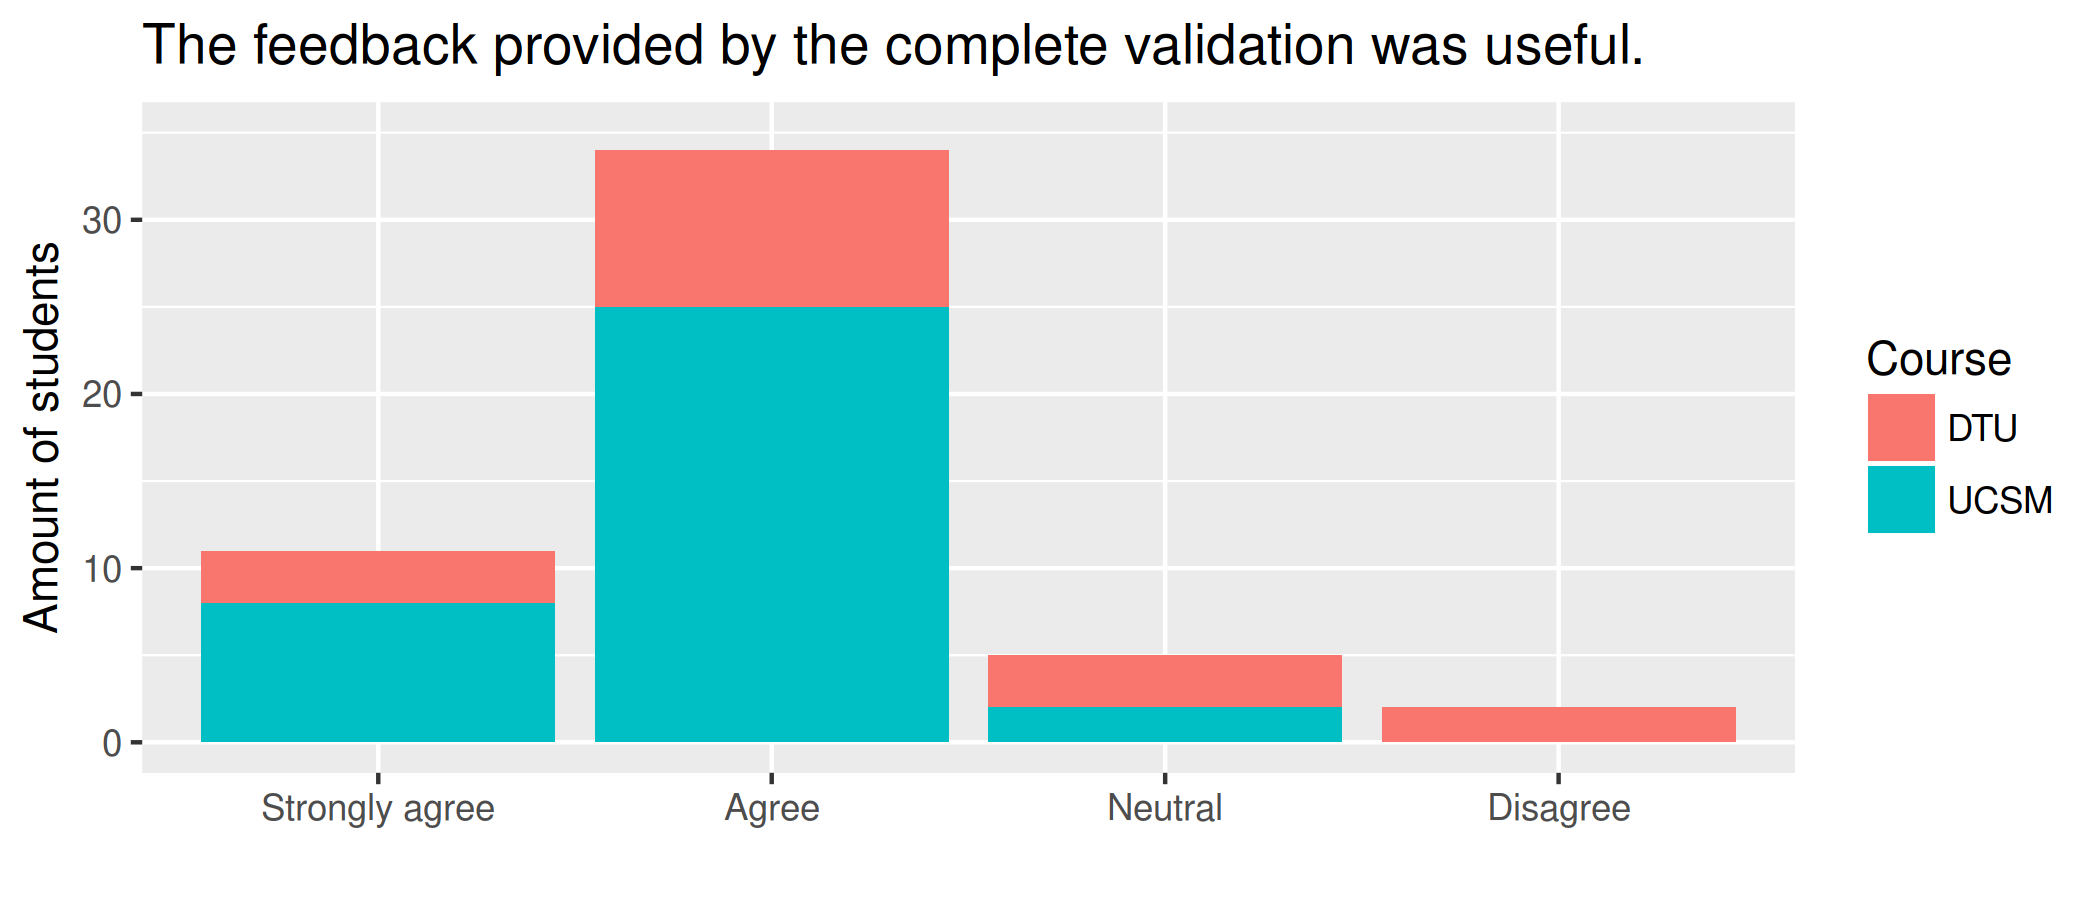 The feedback provided by the complete validation was useful.
Amount of students
30
20
10
0
Strongly agree
Agree
Neutral
Disagree
Course
DTU
UCSM